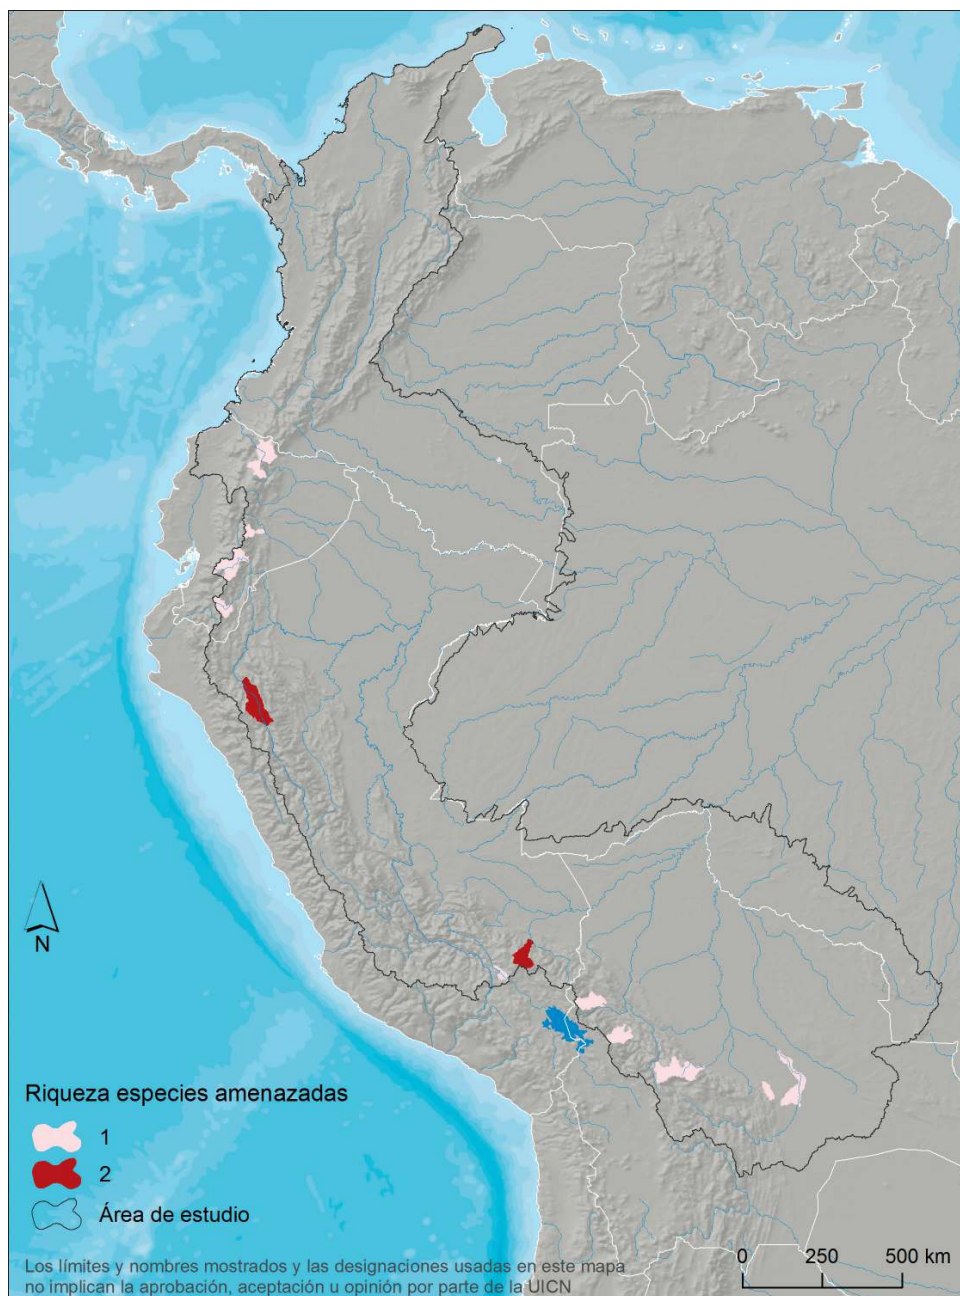 N
Riqueza especies amenazadas
1
2
Área de estudio
0 250 500 km
Los límites y nombres mostrados y las designaciones usadas en este mapa
no implican la aprobación, aceptación u opinión por parte de la UICN